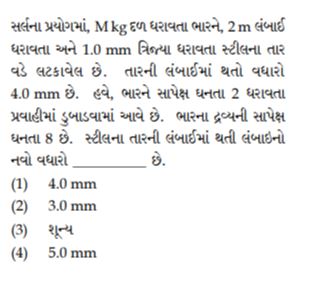 સર્લના પ્રયોગમાં, M kg દળ ધરાવતા ભારને, 2 m લંબાઈ
ધરાવતા અને 1.0 mm ત્રિજ્યા ધરાવતા સ્ટીલના તાર
વડે લટકાવેલ છે. તારની લંબાઈમાં થતો વધારો
4.0 mm છે. હવે, ભારને સાપેક્ષ ઘનતા 2 ધરાવતા
પ્રવાહીમાં ડુબાડવામાં આવે છે. ભારના દ્રવ્યની સાપેક્ષ
ઘનતા 8 છે. સ્ટીલના તારની લંબાઈમાં થતી લંબાઇનો
નવો વધારો __________ છે.
(1) 4.0 mm
(2) 3.0 mm
(3) શૂન્ય
(4) 5.0 mm